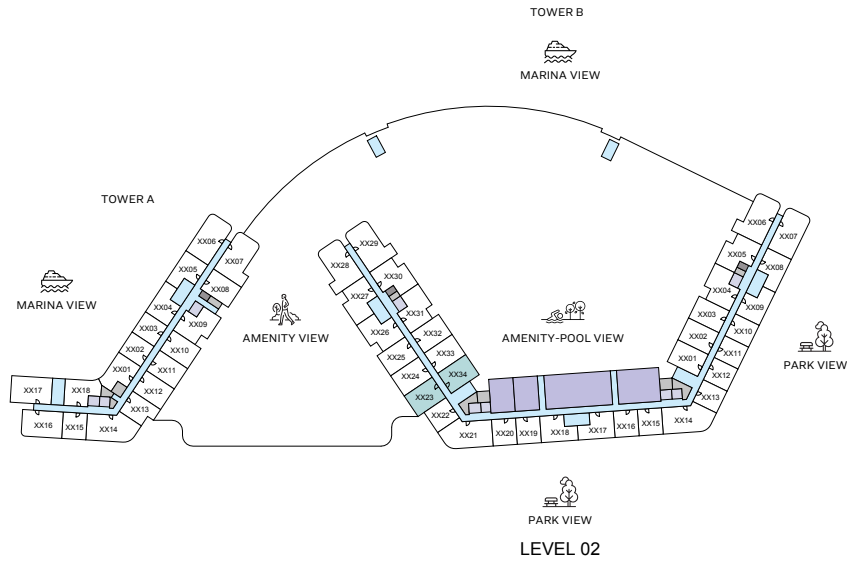 TOWER B
MARINA VIEW
TOWER A
MARINA VIEW
XX06
XX07
XX05
XX08
XX04
XX09
XX03
XX10
XX02
XX11
XX01
XX12
XX17
XX18
XX13
XX16
XX15
XX14
AMENITY VIEW
XX29
XX28
XX30
XX27
XX31
XX26
XX32
XX25
XX33
XX24
XX34
XX23
XX22
XX21
XX20
XX19
XX18
XX17
XX16
XX15
XX14
AMENITY-POOL VIEW
XX06
XX07
XX05
XX08
XX04
XX09
XX03
XX10
XX02
XX11
XX01
XX12
XX13
PARK VIEW
PARK VIEW
LEVEL 02